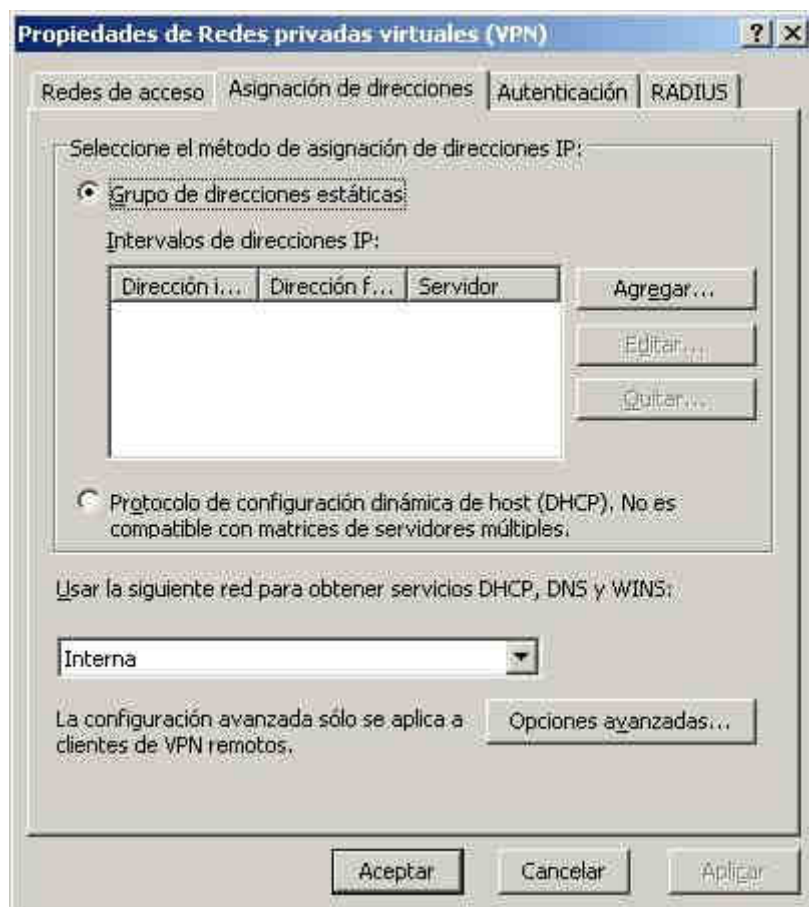 Propiedades de Redes privadas virtuales (VPN)
Redes de acceso
Asignación de direcciones
Autenticación
RADIUS
Seleccione el método de asignación de direcciones IP:
Grupo de direcciones estáticas
Intervalos de direcciones IP:
Dirección i...
Dirección f...
Servidor
Agregar...
Editar...
Quitar...
Protocolo de configuración dinámica de host (DHCP). No es
compatible con matrices de servidores múltiples.
Usar la siguiente red para obtener servicios DHCP, DNS y WINS:
Interna
La configuración avanzada sólo se aplica a
clientes de VPN remotos.
Opciones avanzadas...
Aceptar
Cancelar
Aplicar